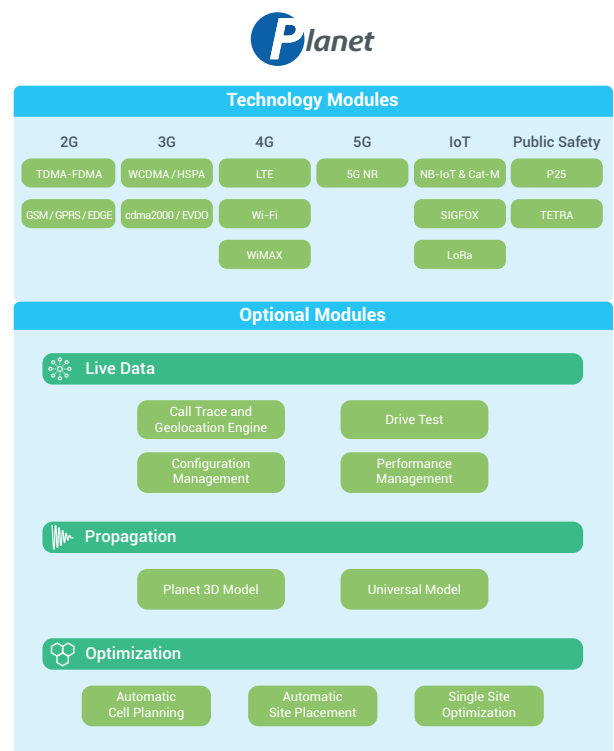 Planet
Technology Modules
2G 3G 4G 5G IoT Public Safety
TDMA-FDMA WCDMA / HSPA LTE 5G NR NB-IoT & Cat-M P25
GSM / GPRS / EDGE cdma2000 / EVDO Wi-Fi SIGFOX TETRA
WiMAX LoRa
Optional Modules
Live Data
Call Trace and
Geolocation Engine
Drive Test
Configuration
Management
Performance
Management
Propagation
Planet 3D Model Universal Model
Optimization
Automatic
Cell Planning
Automatic
Site Placement
Single Site
Optimization